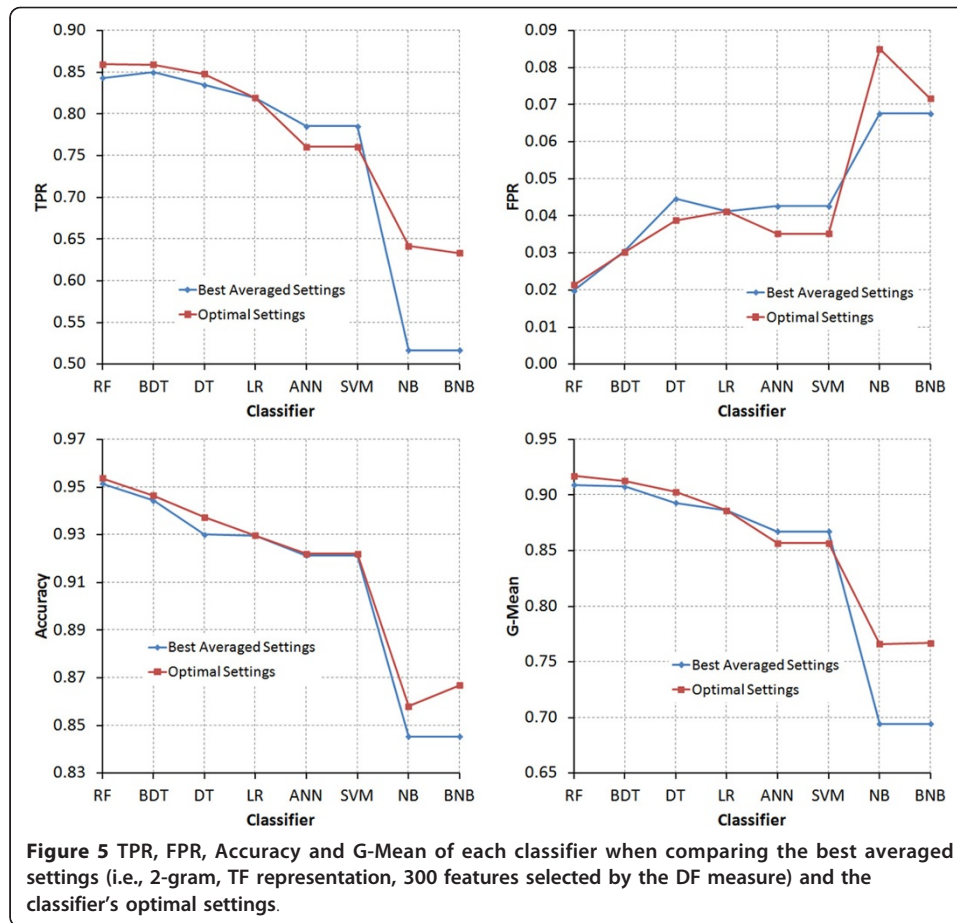 0.90
0.85
0.80
0.75
0.70
0.65
0.60
0.55
0.50
TPR
Best Averaged Settings
Optimal Settings
RF BDT DT LR ANN SVM NB BNB
Classifier
0.09
0.08
0.07
0.06
0.05
0.04
0.03
0.02
0.01
0.00
FPR
Best Averaged Settings
Optimal Settings
RF BDT DT LR ANN SVM NB BNB
Classifier
0.97
0.95
0.93
0.91
0.89
0.87
0.85
0.83
Accuracy
Best Averaged Settings
Optimal Settings
RF BDT DT LR ANN SVM NB BNB
Classifier
0.95
0.90
0.85
0.80
0.75
0.70
0.65
G-Mean
Best Averaged Settings
Optimal Settings
RF BDT DT LR ANN SVM NB BNB
Classifier
Figure 5 TPR, FPR, Accuracy and G-Mean of each classifier when comparing the best averaged
settings (i.e., 2-gram, TF representation, 300 features selected by the DF measure) and the
classifier's optimal settings.